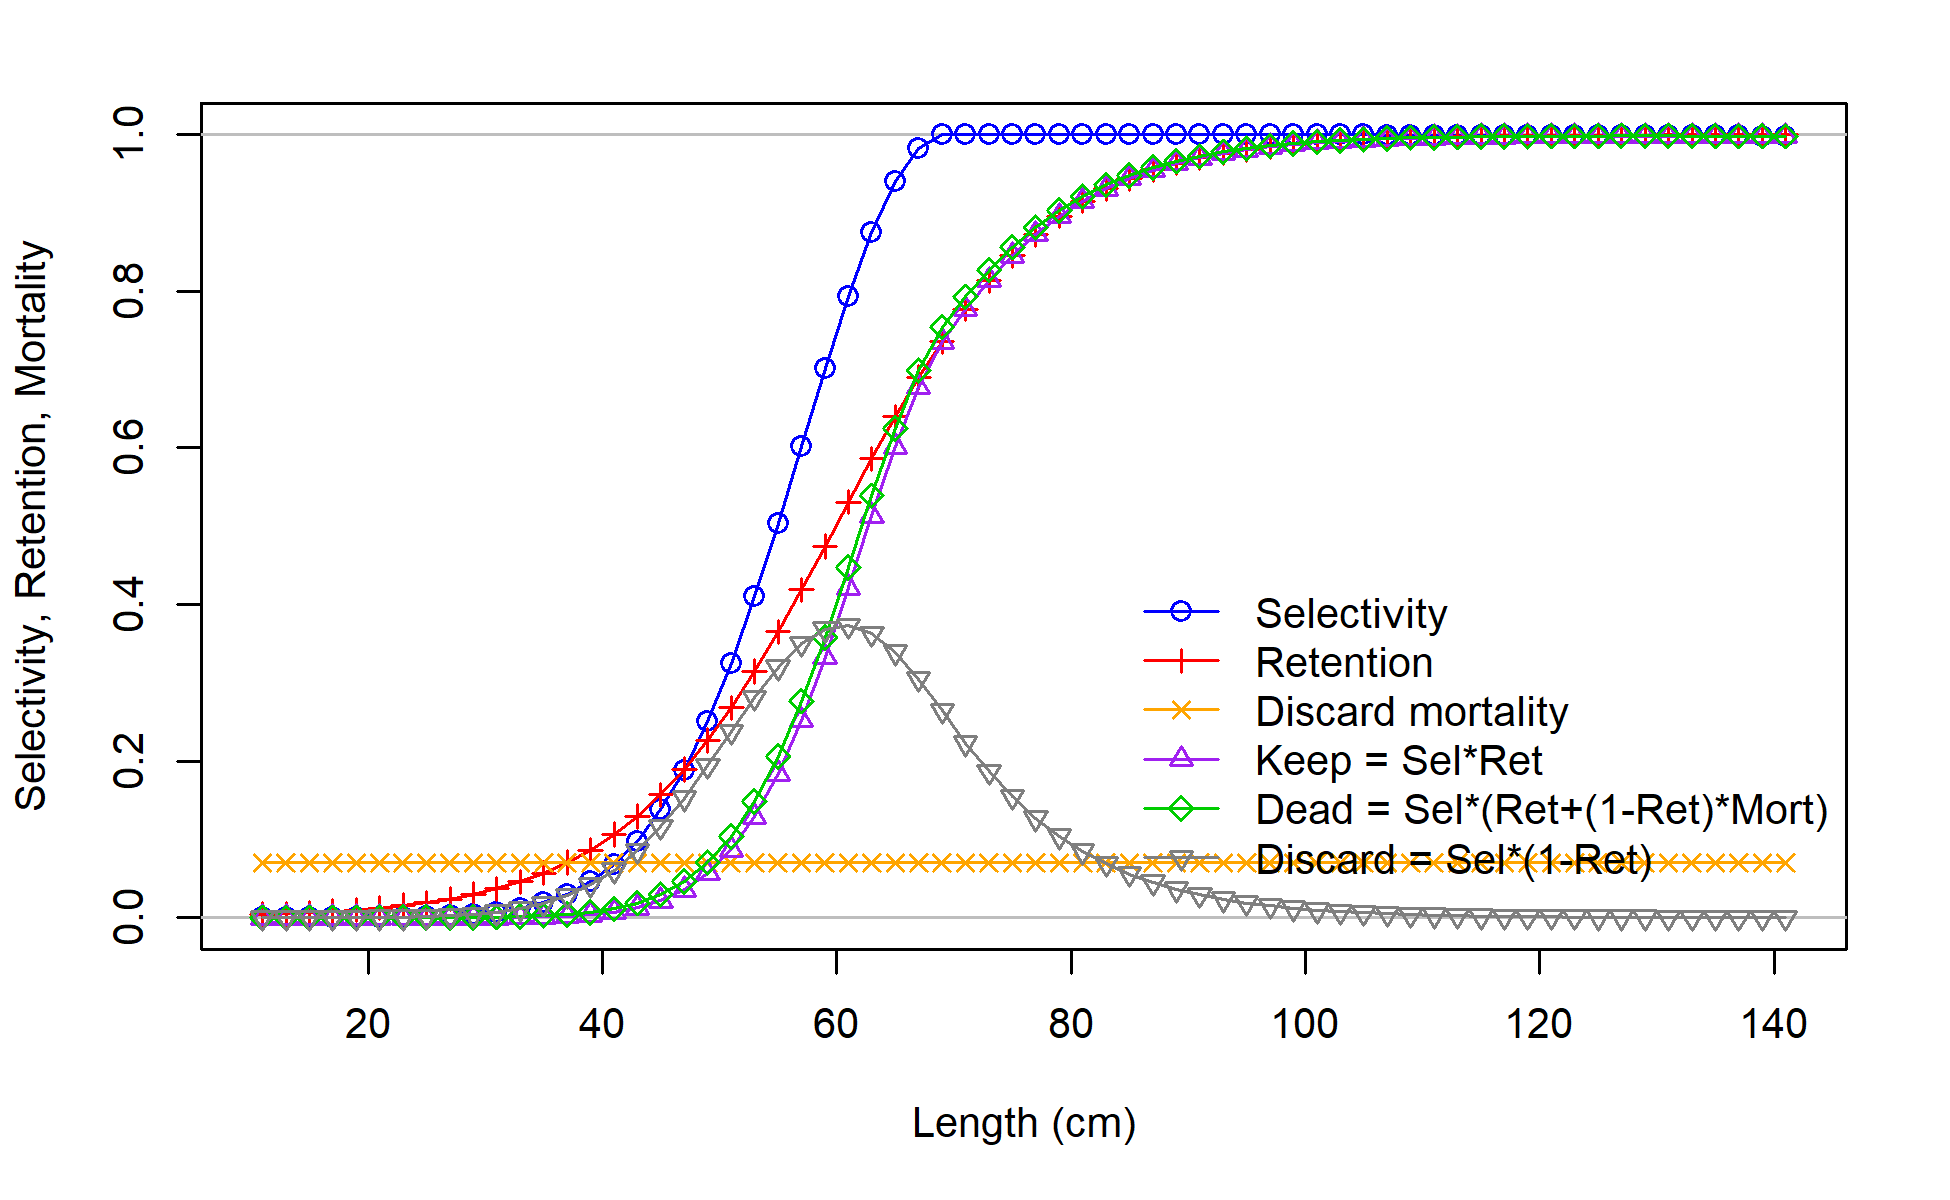 Selectivity, Retention, Mortality
1.0
0.8
0.6
0.4
0.2
0.0
Selectivity
Retention
Discard mortality
Keep = Sel*Ret
Dead = Sel*(Ret+(1-Ret)*Mort)
Discard = Sel*(1-Ret)
20 40 60 80 100 120 140
Length (cm)